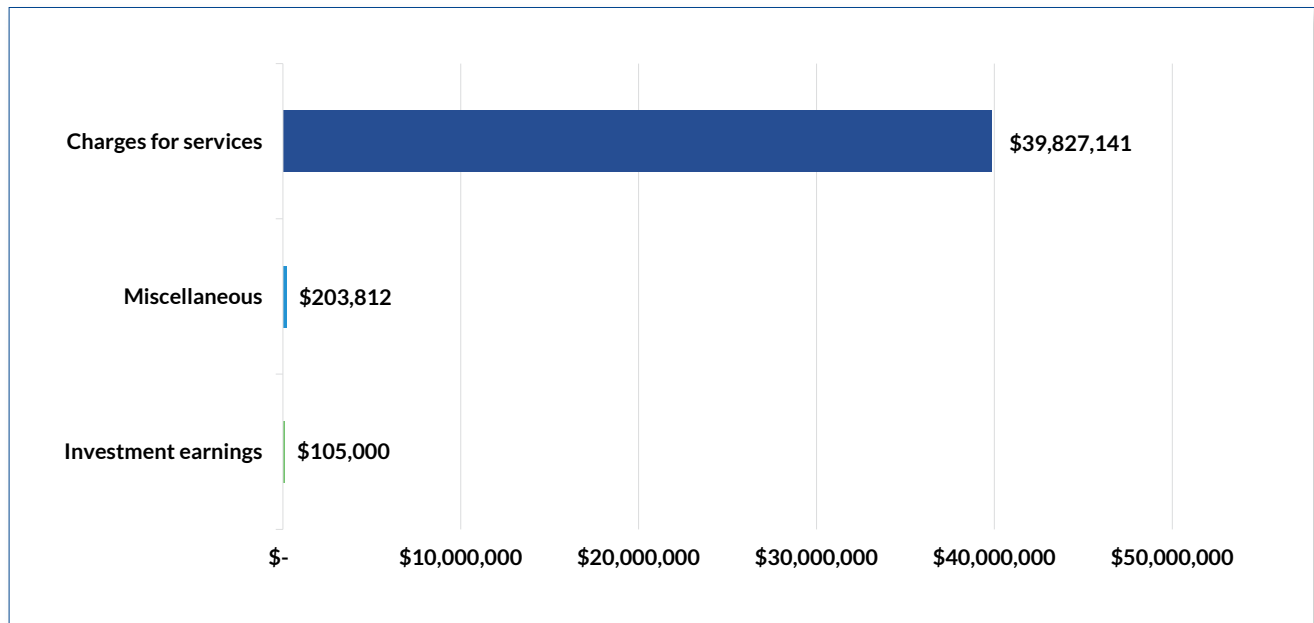 Charges for services $39,827,141
Miscellaneous $203,812
Investment earnings $105,000
$- $10,000,000 $20,000,000 $30,000,000 $40,000,000 $50,000,000